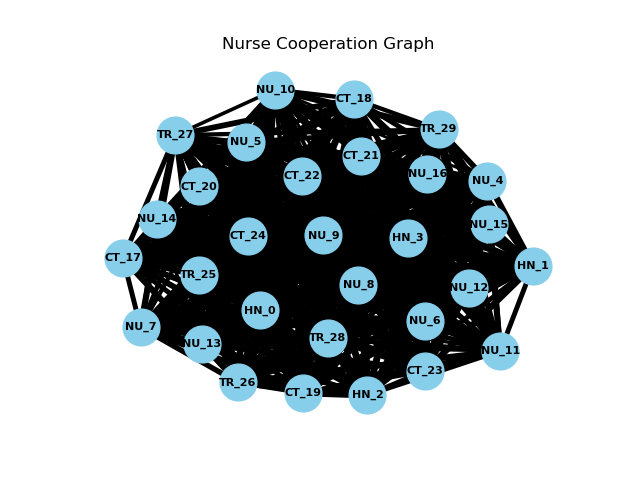 Nurse Cooperation Graph
NU_10
CT_18
TR_29
TR_27
NU_5
CT_21
CT_22
NU_16
NU_4
CT_20
NU_14
NU_15
CT_24
NU_9
HN_3
CT_17
HN_1
TR_25
NU_8
NU_12
HN_0
NU_6
NU_7
TR_28
NU_13
NU_11
CT_23
TR_26
CT_19
HN_2